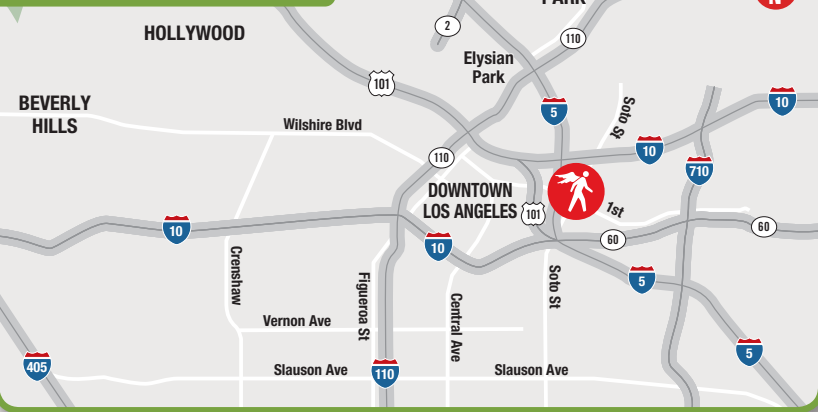 PARK
N
HOLLYWOOD
2
110
Elysian
Park
101
BEVERLY
HILLS
5
Soto St
10
Wilshire Blvd
110
10
710
DOWNTOWN
LOS ANGELES
101
1st
10
10
60
60
Crenshaw
Figueroa St
Central Ave
Soto St
5
Vernon Ave
5
405
Slauson Ave
110
Slauson Ave